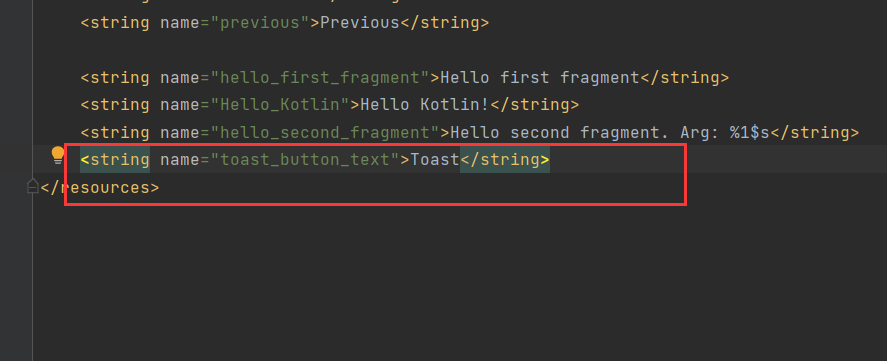 <string name="previous">Previous</string>
<string name="hello_first_fragment">Hello first fragment</string>
<string name="Hello_Kotlin">Hello Kotlin!</string>
<string name="hello_second_fragment">Hello second fragment. Arg: %1$s</string>
<string name="toast_button_text">Toast</string>
</resources>